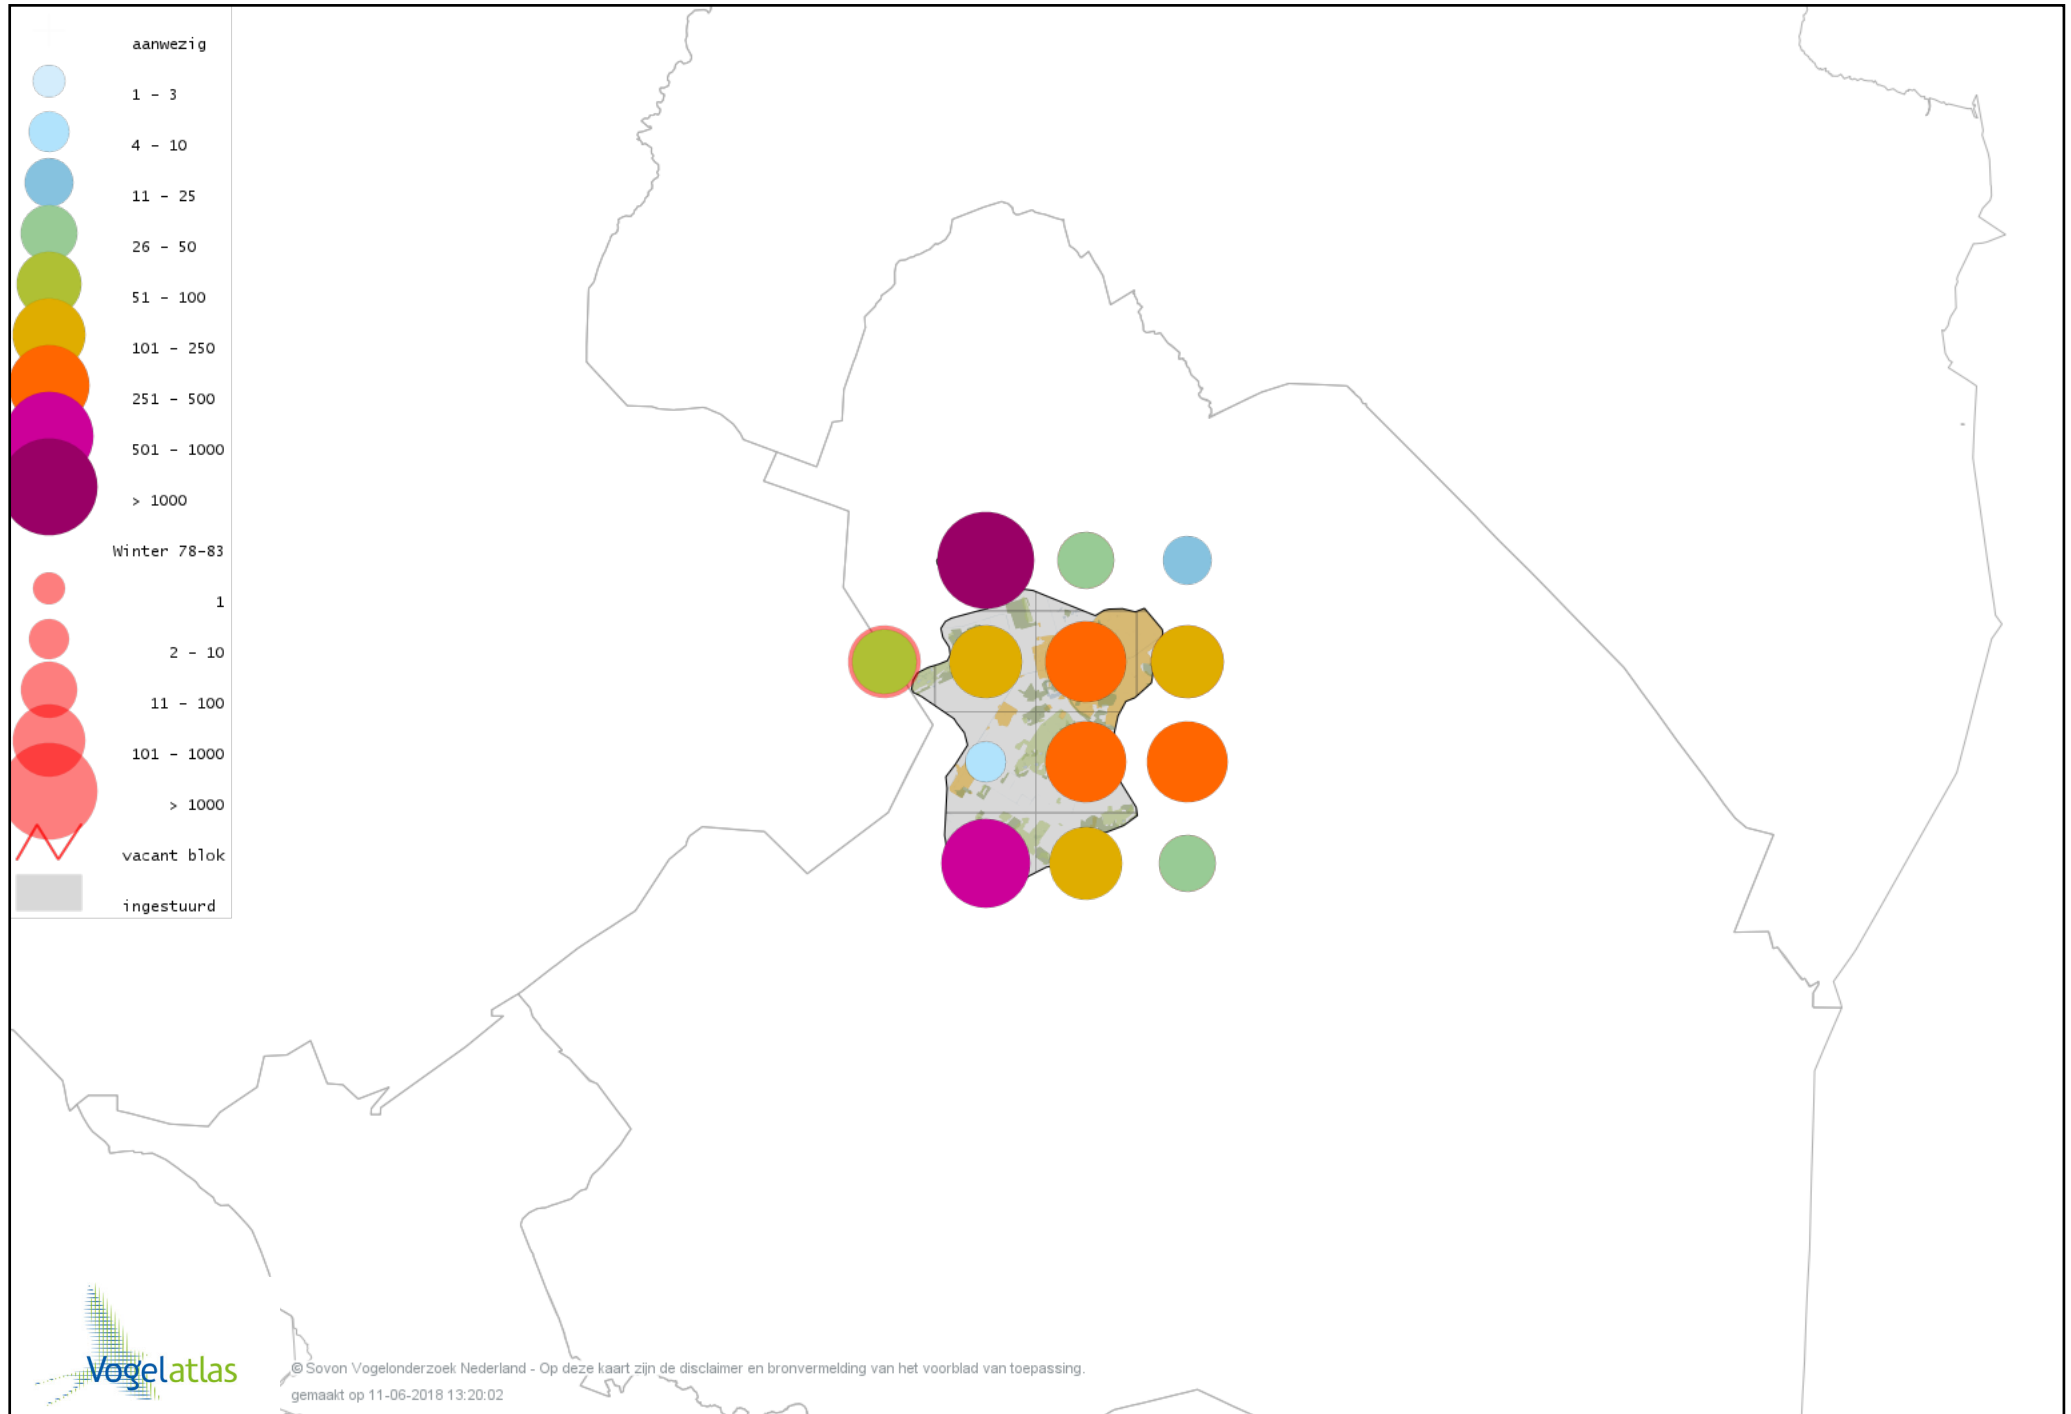 aanwezig
1 - 3
4 - 10
11 - 25
26 - 50
51 - 100
101 - 250
251 - 500
501 - 1000
> 1000
Winter 78-83
1
2 - 10
11 - 100
101 - 1000
> 1000
vacant blok
ingestuurd
Vogelatlas
© Sovon Vogelonderzoek Nederland - Op deze kaart zijn de disclaimer en bronvermelding van het voorblad van toepassing.
gemaakt op 11-06-2018 13:20:02